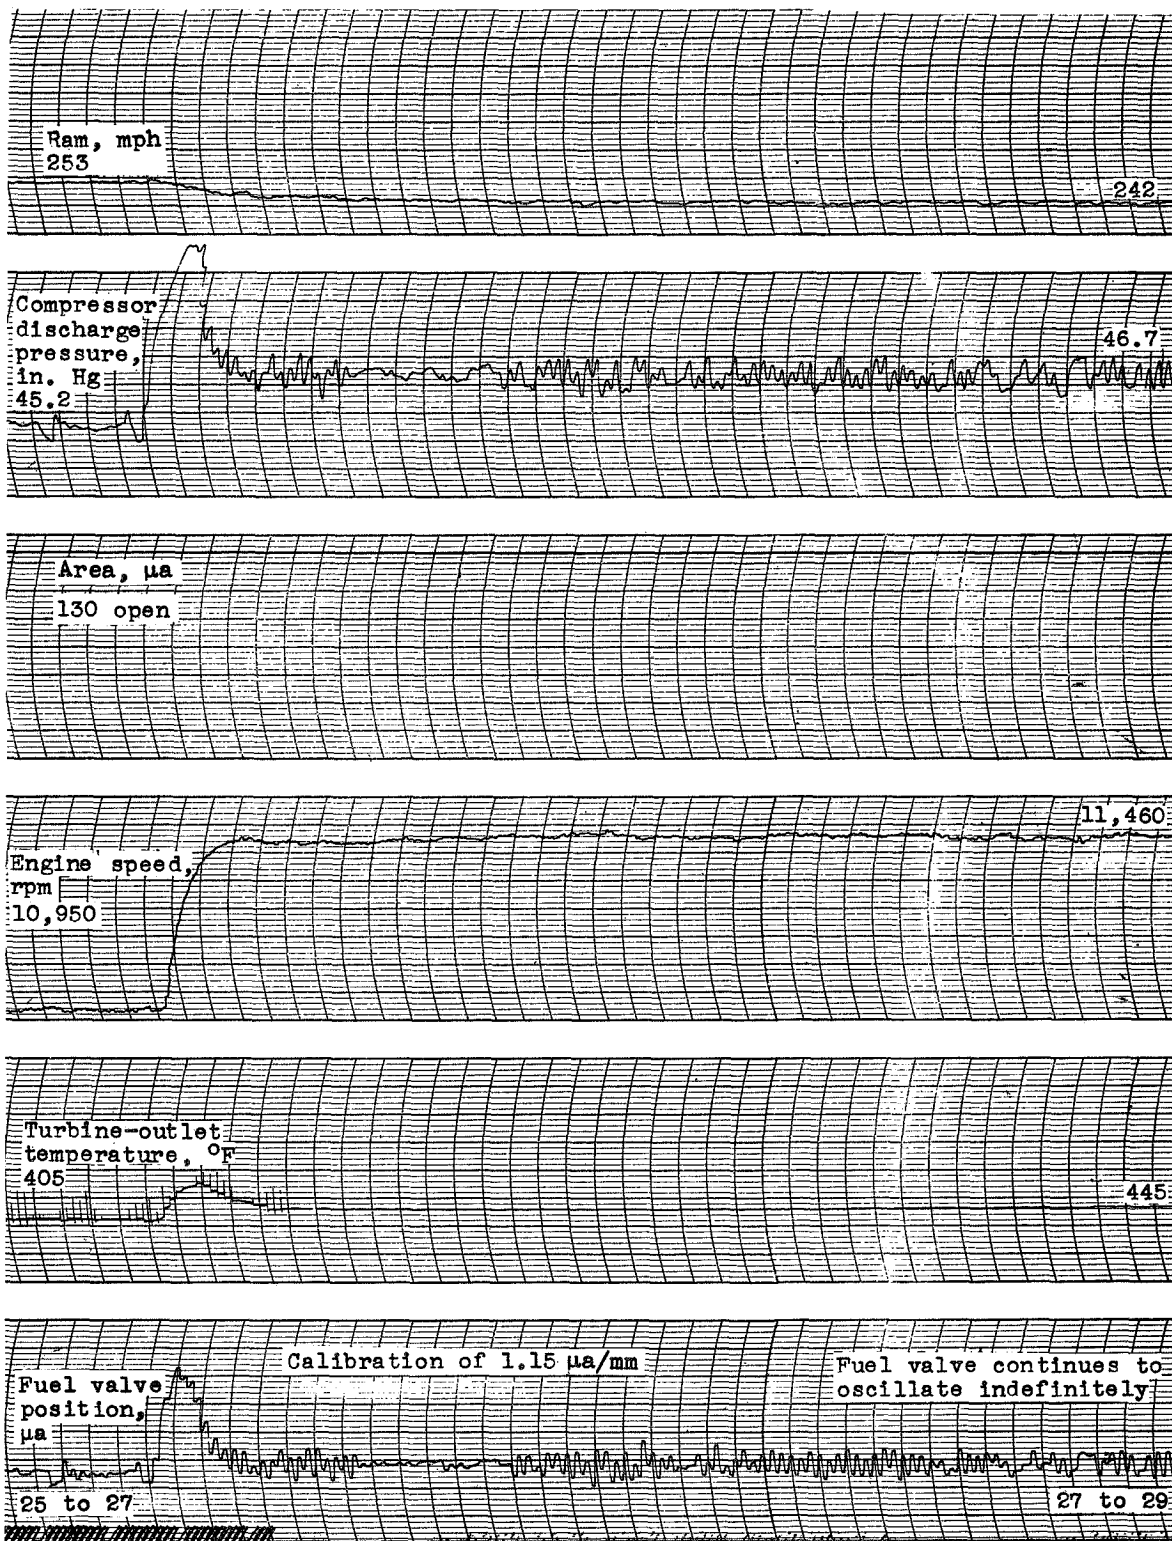 Ram, mph
253
242
Compressor
discharge
pressure,
in. Hg
45.2
46.7
Area, μa
130 open
11,460
Engine speed,
rpm
10,950
Turbine-outlet
temperature, °F
405
445
Calibration of 1.15 μa/mm
Fuel valve continues to
oscillate indefinitely
Fuel valve
position,
μa
25 to 27
27 to 29